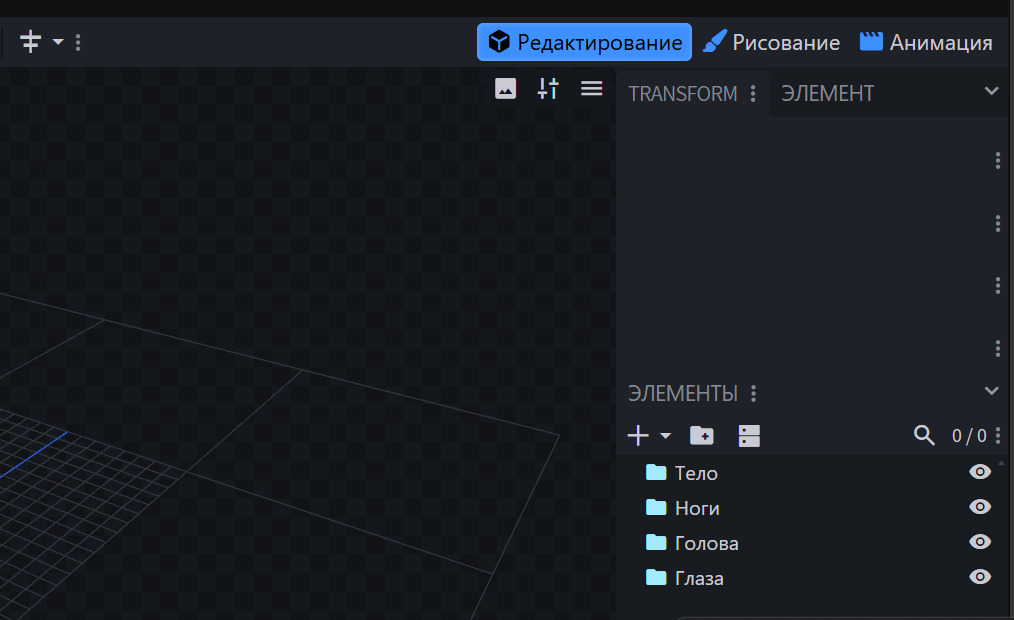 Редактирование Рисование Анимация
TRANSFORM ЭЛЕМЕНТ
ЭЛЕМЕНТЫ
0 / 0
Тело
Ноги
Голова
Глаза